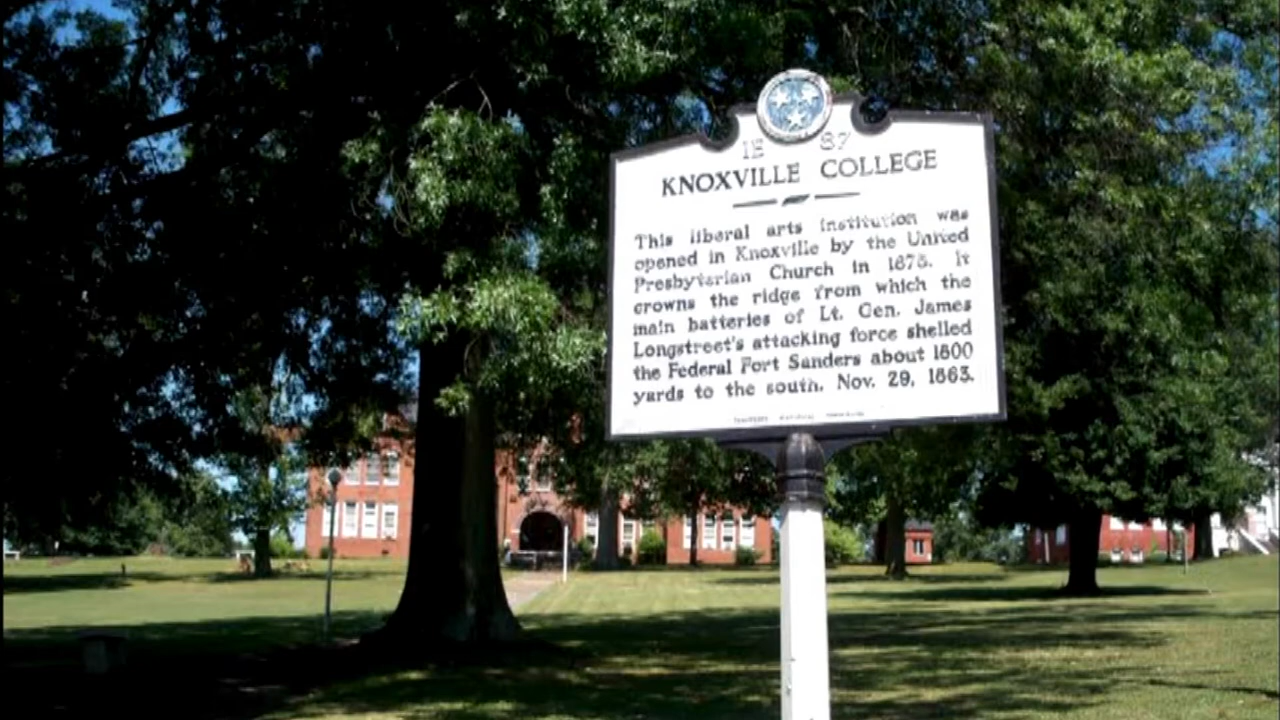 1E 87
KNOXVILLE COLLEGE
This liberal arts institution was
opened in Knoxville by the United
Presbyterian Church in 1875. It
crowns the ridge from which the
main batteries of Lt. Gen. James
Longstreet's attacking force shelled
the Federal Fort Sanders about 1600
yards to the south, Nov. 29, 1863.